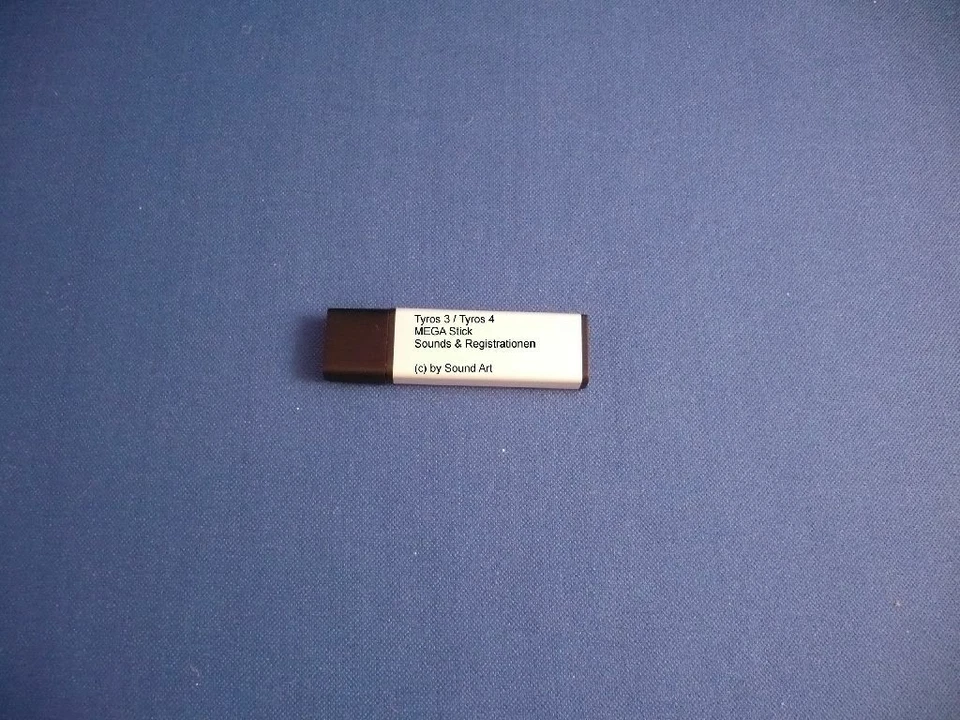 Tyros 3 / Tyros 4
MEGA Stick
Sounds & Registrationen
(c) by Sound Art